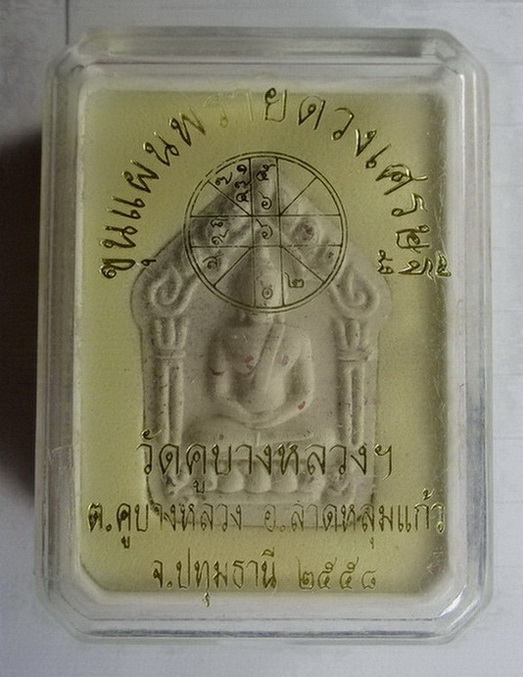 ขุนแผนพรายดวงเศรษฐี
วัดคูบางหลวงฯ
ต.คูบางหลวง อ.ลาดหลุมแก้ว
จ.ปทุมธานี ๒๕๕๔